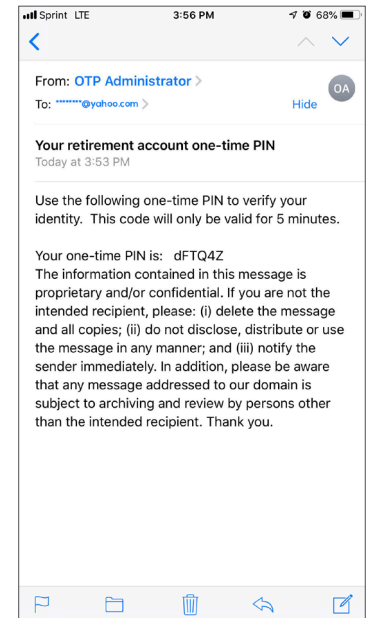 Sprint LTE 3:56 PM 68%
From: OTP Administrator
OA
To: ********@yahoo.com Hide
Your retirement account one-time PIN
Today at 3:53 PM
Use the following one-time PIN to verify your
identity.  This code will only be valid for 5 minutes.
Your one-time PIN is:   dFTQ4Z
The information contained in this message is
proprietary and/or confidential. If you are not the
intended recipient, please: (i) delete the message
and all copies; (ii) do not disclose, distribute or use
the message in any manner; and (iii) notify the
sender immediately. In addition, please be aware
that any message addressed to our domain is
subject to archiving and review by persons other
than the intended recipient. Thank you.